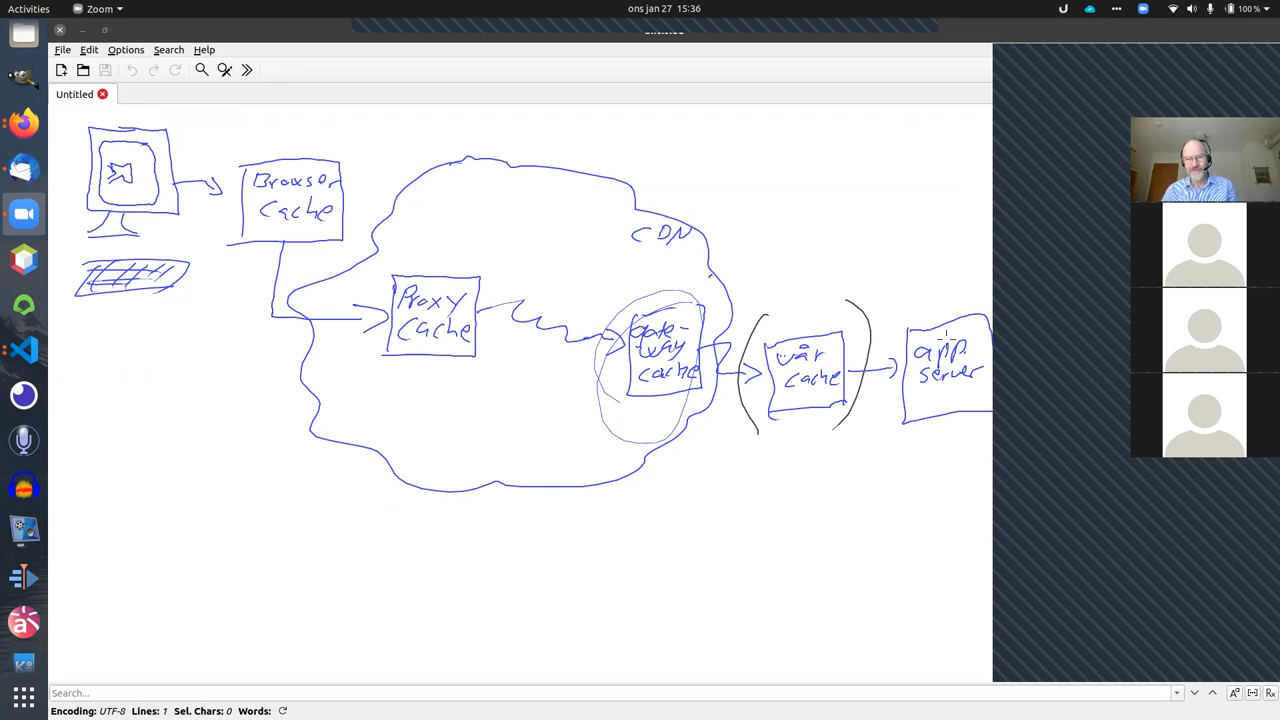 Activities
Zoom
ons jan 27 15:36
100 %
File Edit Options Search Help
Untitled
Browser
Cache
CDN
Proxy
Cache
gate-
way
cache
vår
cache
app.
server
Search...
Encoding: UTF-8 Lines: 1 Sel. Chars: 0 Words: